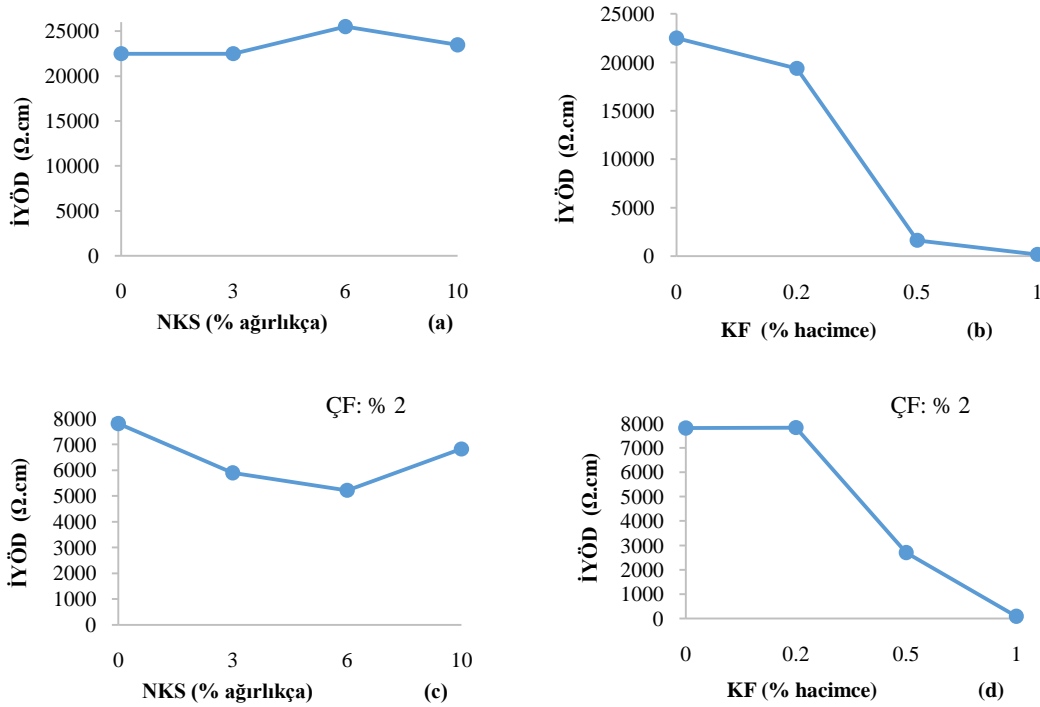 25000
20000
15000
10000
5000
0
İYÖD (Ω.cm)
0 3 6 10
NKS (% ağırlıkça) (a)
25000
20000
15000
10000
5000
0
İYÖD (Ω.cm)
0 0.2 0.5 1
KF (% hacimce) (b)
ÇF: % 2
8000
7000
6000
5000
4000
3000
2000
1000
0
İYÖD (Ω.cm)
0 3 6 10
NKS (% ağırlıkça) (c)
ÇF: % 2
8000
7000
6000
5000
4000
3000
2000
1000
0
İYÖD (Ω.cm)
0 0.2 0.5 1
KF (% hacimce) (d)